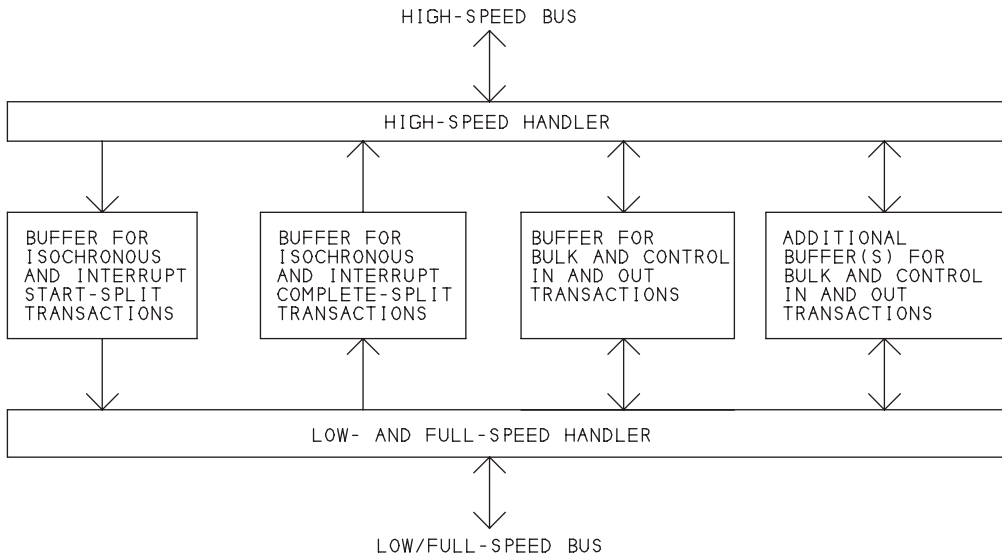 HIGH-SPEED BUS
HIGH-SPEED HANDLER
BUFFER FOR
ISOCHRONOUS
AND INTERRUPT
START-SPLIT
TRANSACTIONS
BUFFER FOR
ISOCHRONOUS
AND INTERRUPT
COMPLETE-SPLIT
TRANSACTIONS
BUFFER FOR
BULK AND CONTROL
IN AND OUT
TRANSACTIONS
ADDITIONAL
BUFFER(S) FOR
BULK AND CONTROL
IN AND OUT
TRANSACTIONS
LOW- AND FULL-SPEED HANDLER
LOW/FULL-SPEED BUS